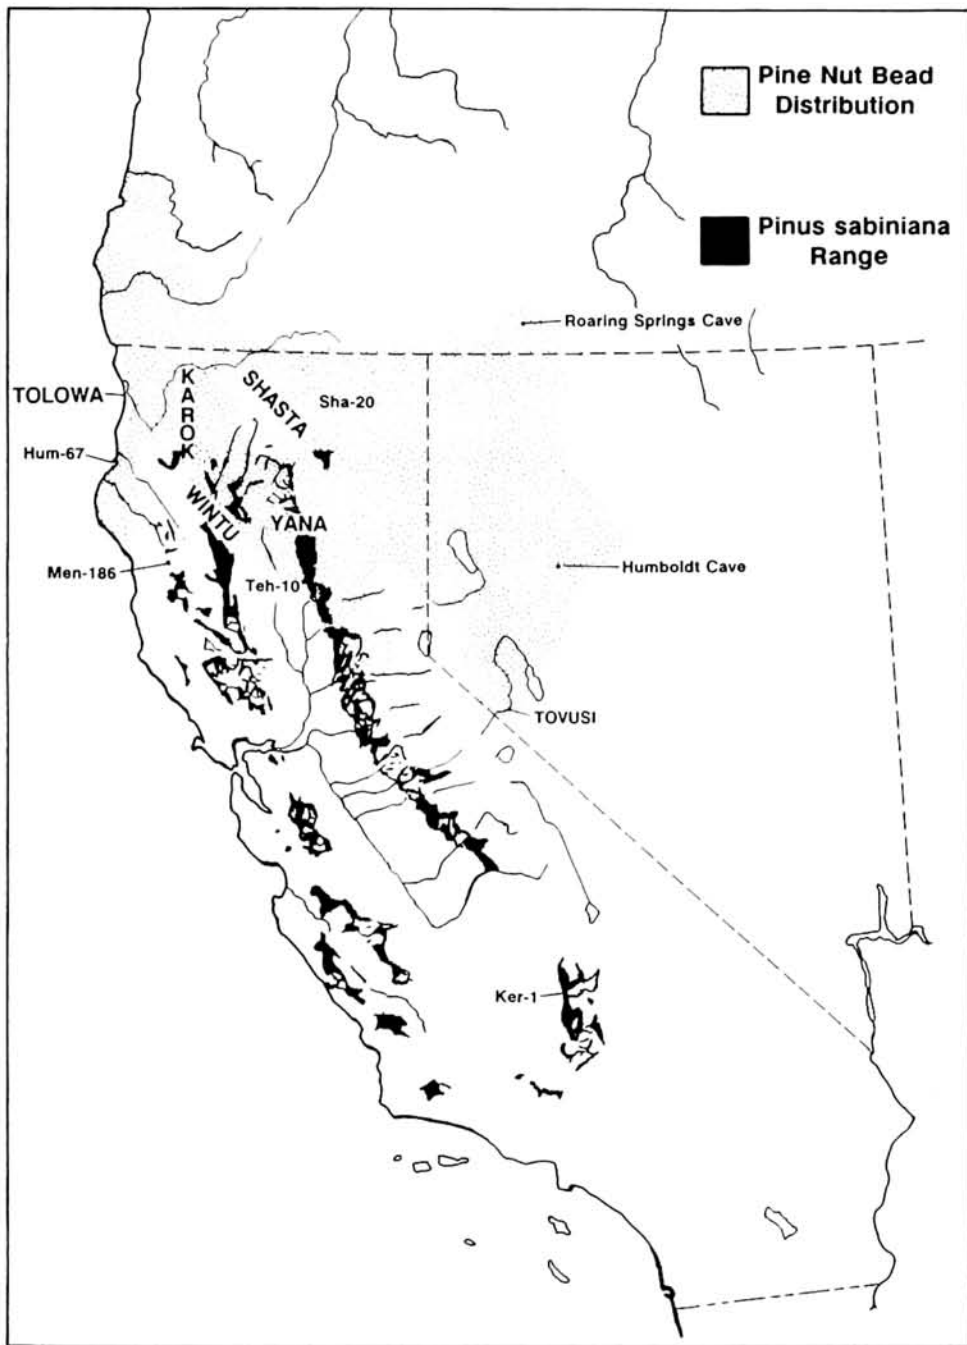 Pine Nut Bead
Distribution
Pinus sabiniana
Range
Roaring Springs Cave
TOLOWA
KAROK
SHASTA
Sha-20
Hum-67
WINTU
YANA
Men-186
Teh-10
Humboldt Cave
TOVUSI
Ker-1